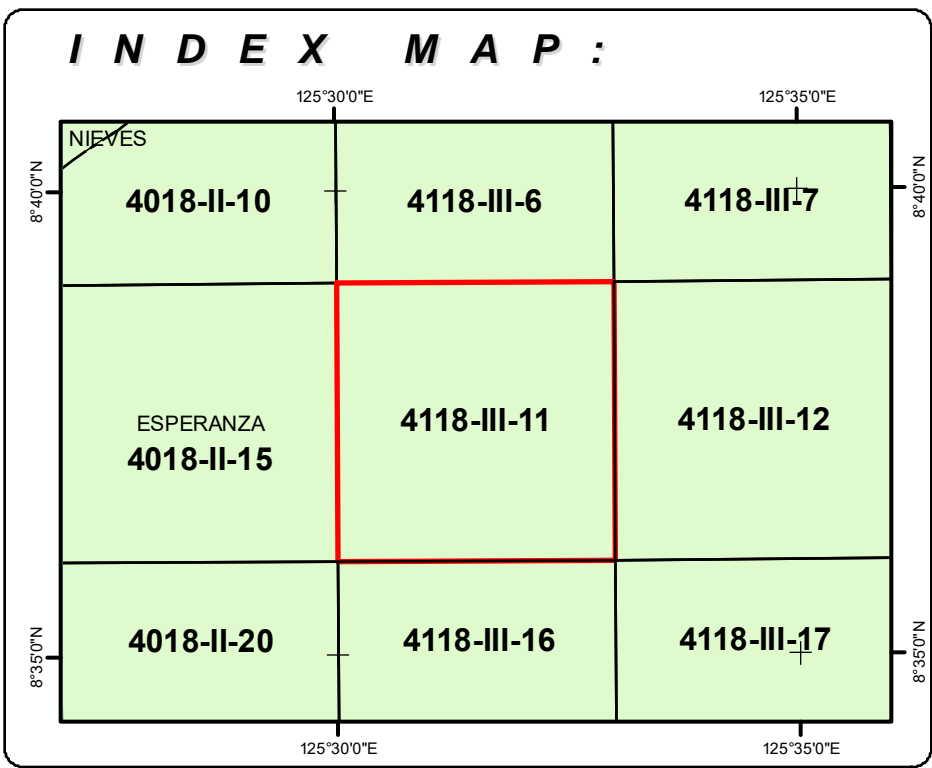 INDEX MAP:
125°30'0"E 125°35'0"E
NIEVES
8°40'0"N 4018-II-10 4118-III-6 4118-III-7 8°40'0"N
ESPERANZA
4018-II-15 4118-III-11 4118-III-12
8°35'0"N 4018-II-20 4118-III-16 4118-III-17 8°35'0"N
125°30'0"E 125°35'0"E